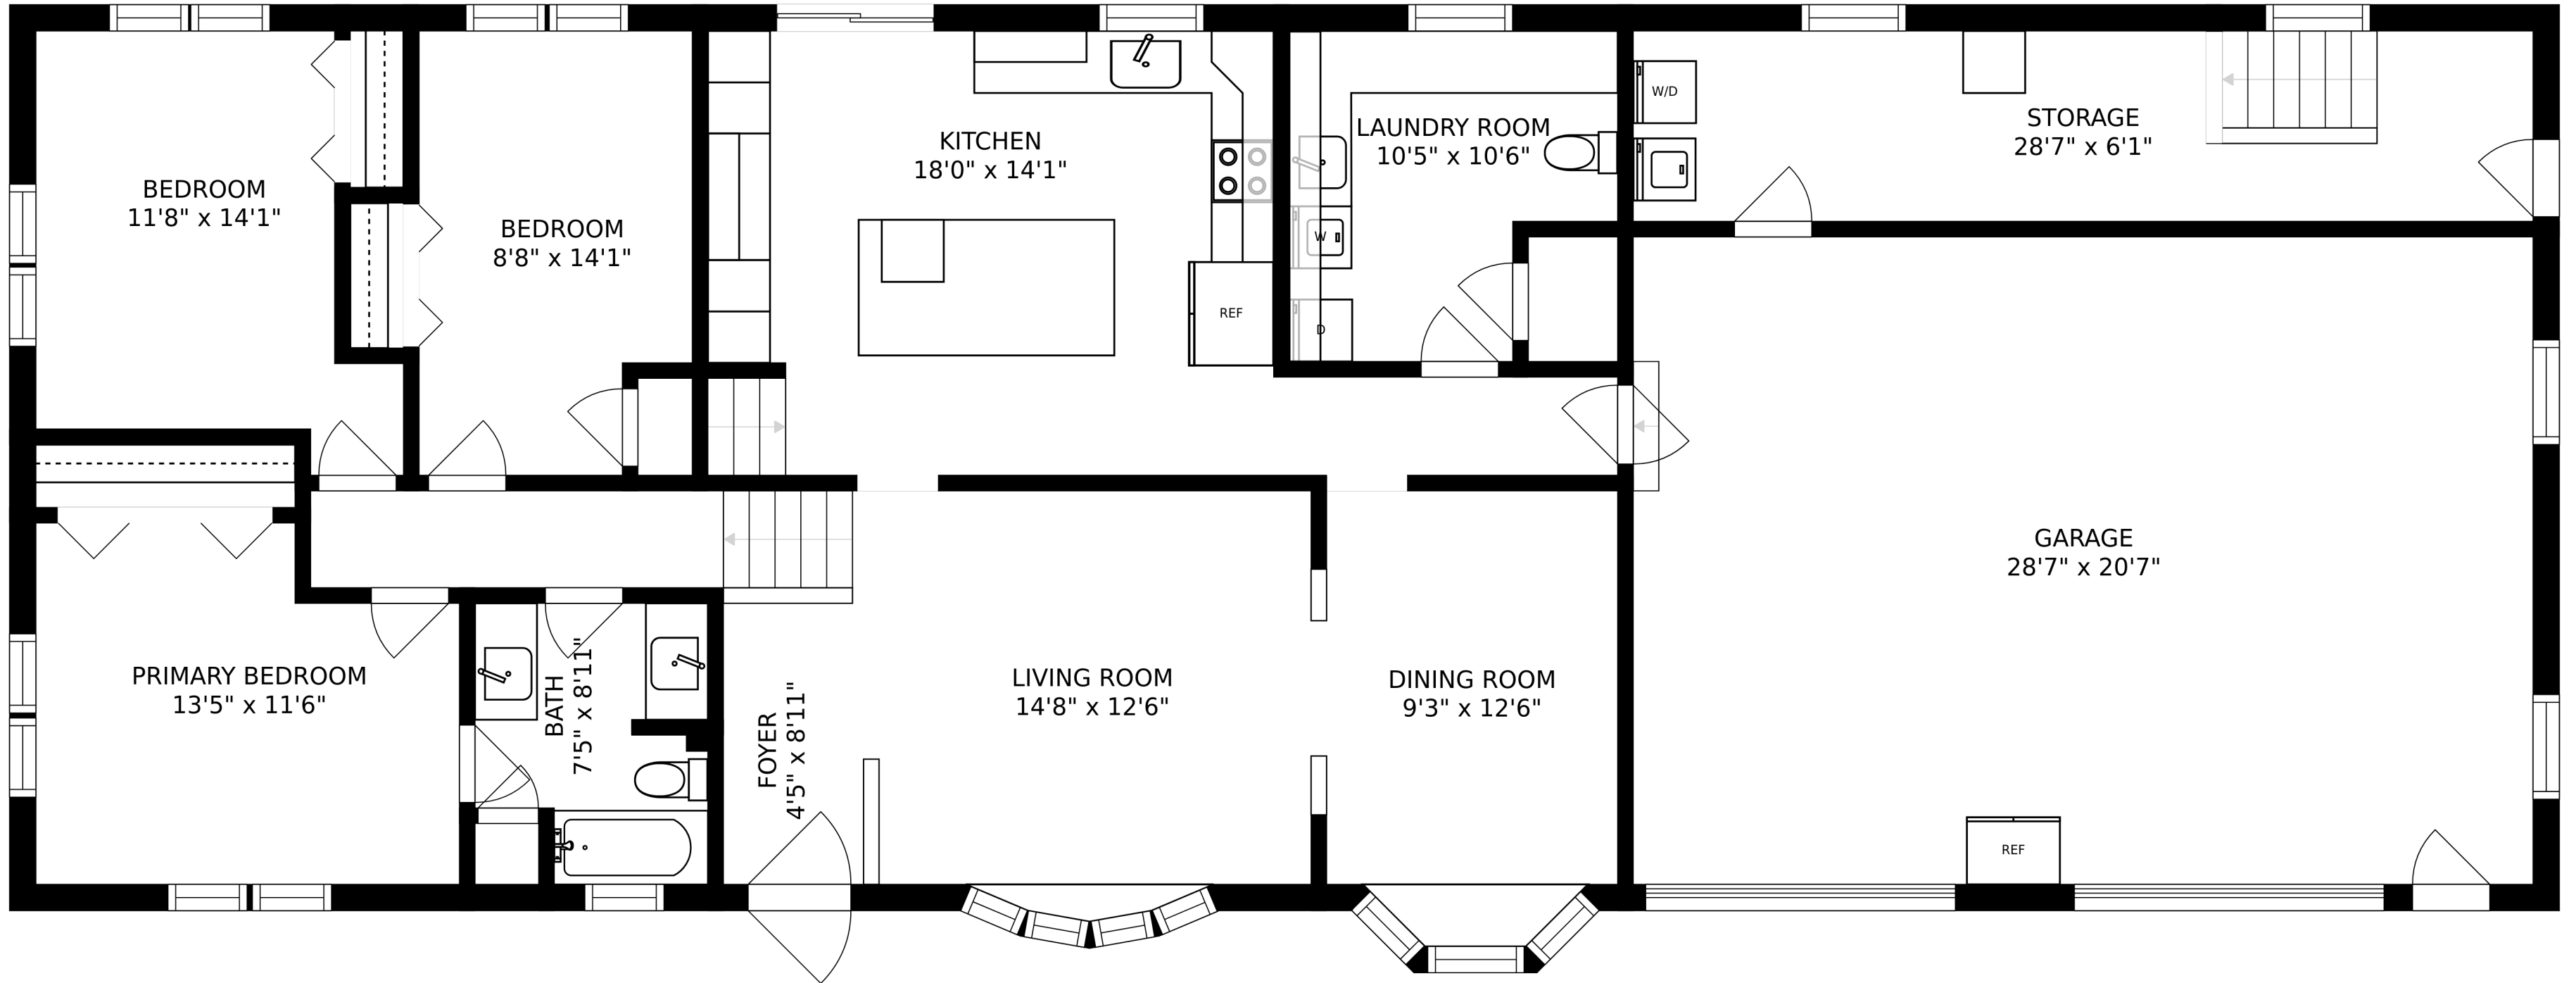 BEDROOM
11'8" x 14'1"
BEDROOM
8'8" x 14'1"
KITCHEN
18'0" x 14'1"
REF
LAUNDRY ROOM
10'5" x 10'6"
W
D
W/D
STORAGE
28'7" x 6'1"
GARAGE
28'7" x 20'7"
REF
PRIMARY BEDROOM
13'5" x 11'6"
BATH
7'5" x 8'11"
FOYER
4'5" x 8'11"
LIVING ROOM
14'8" x 12'6"
DINING ROOM
9'3" x 12'6"